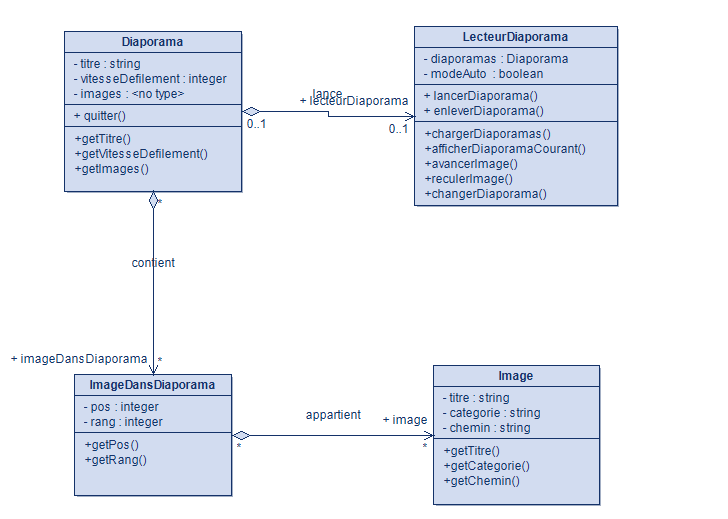 Diaporama
- titre : string
- vitesseDefilement : integer
- images : <no type>
+ quitter()
+getTitre()
+getVitesseDefilement()
+getImages()
lance
+ lecteurDiaporama
0..1
0..1
LecteurDiaporama
- diaporamas : Diaporama
- modeAuto : boolean
+ lancerDiaporama()
+ enleverDiaporama()
+chargerDiaporamas()
+afficherDiaporamaCourant()
+avancerImage()
+reculerImage()
+changerDiaporama()
*
contient
+ imageDansDiaporama
*
ImageDansDiaporama
- pos : integer
- rang : integer
+getPos()
+getRang()
appartient
+ image
*
*
Image
- titre : string
- categorie : string
- chemin : string
+getTitre()
+getCategorie()
+getChemin()